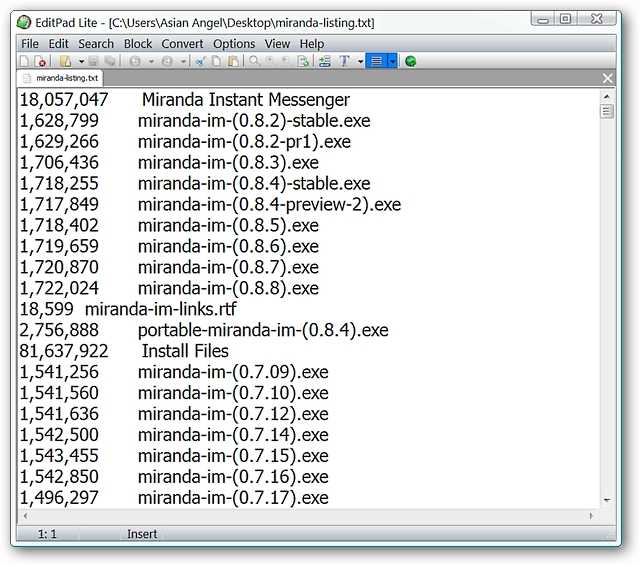 EditPad Lite - [C:\Users\Asian Angel\Desktop\miranda-listing.txt]
File Edit Search Block Convert Options View Help
miranda-listing.txt
18,057,047 Miranda Instant Messenger
1,628,799 miranda-im-(0.8.2)-stable.exe
1,629,266 miranda-im-(0.8.2-pr1).exe
1,706,436 miranda-im-(0.8.3).exe
1,718,255 miranda-im-(0.8.4)-stable.exe
1,717,849 miranda-im-(0.8.4-preview-2).exe
1,718,402 miranda-im-(0.8.5).exe
1,719,659 miranda-im-(0.8.6).exe
1,720,870 miranda-im-(0.8.7).exe
1,722,024 miranda-im-(0.8.8).exe
18,599 miranda-im-links.rtf
2,756,888 portable-miranda-im-(0.8.4).exe
81,637,922 Install Files
1,541,256 miranda-im-(0.7.09).exe
1,541,560 miranda-im-(0.7.10).exe
1,541,636 miranda-im-(0.7.12).exe
1,542,500 miranda-im-(0.7.14).exe
1,543,455 miranda-im-(0.7.15).exe
1,542,850 miranda-im-(0.7.16).exe
1,496,297 miranda-im-(0.7.17).exe
1: 1 Insert